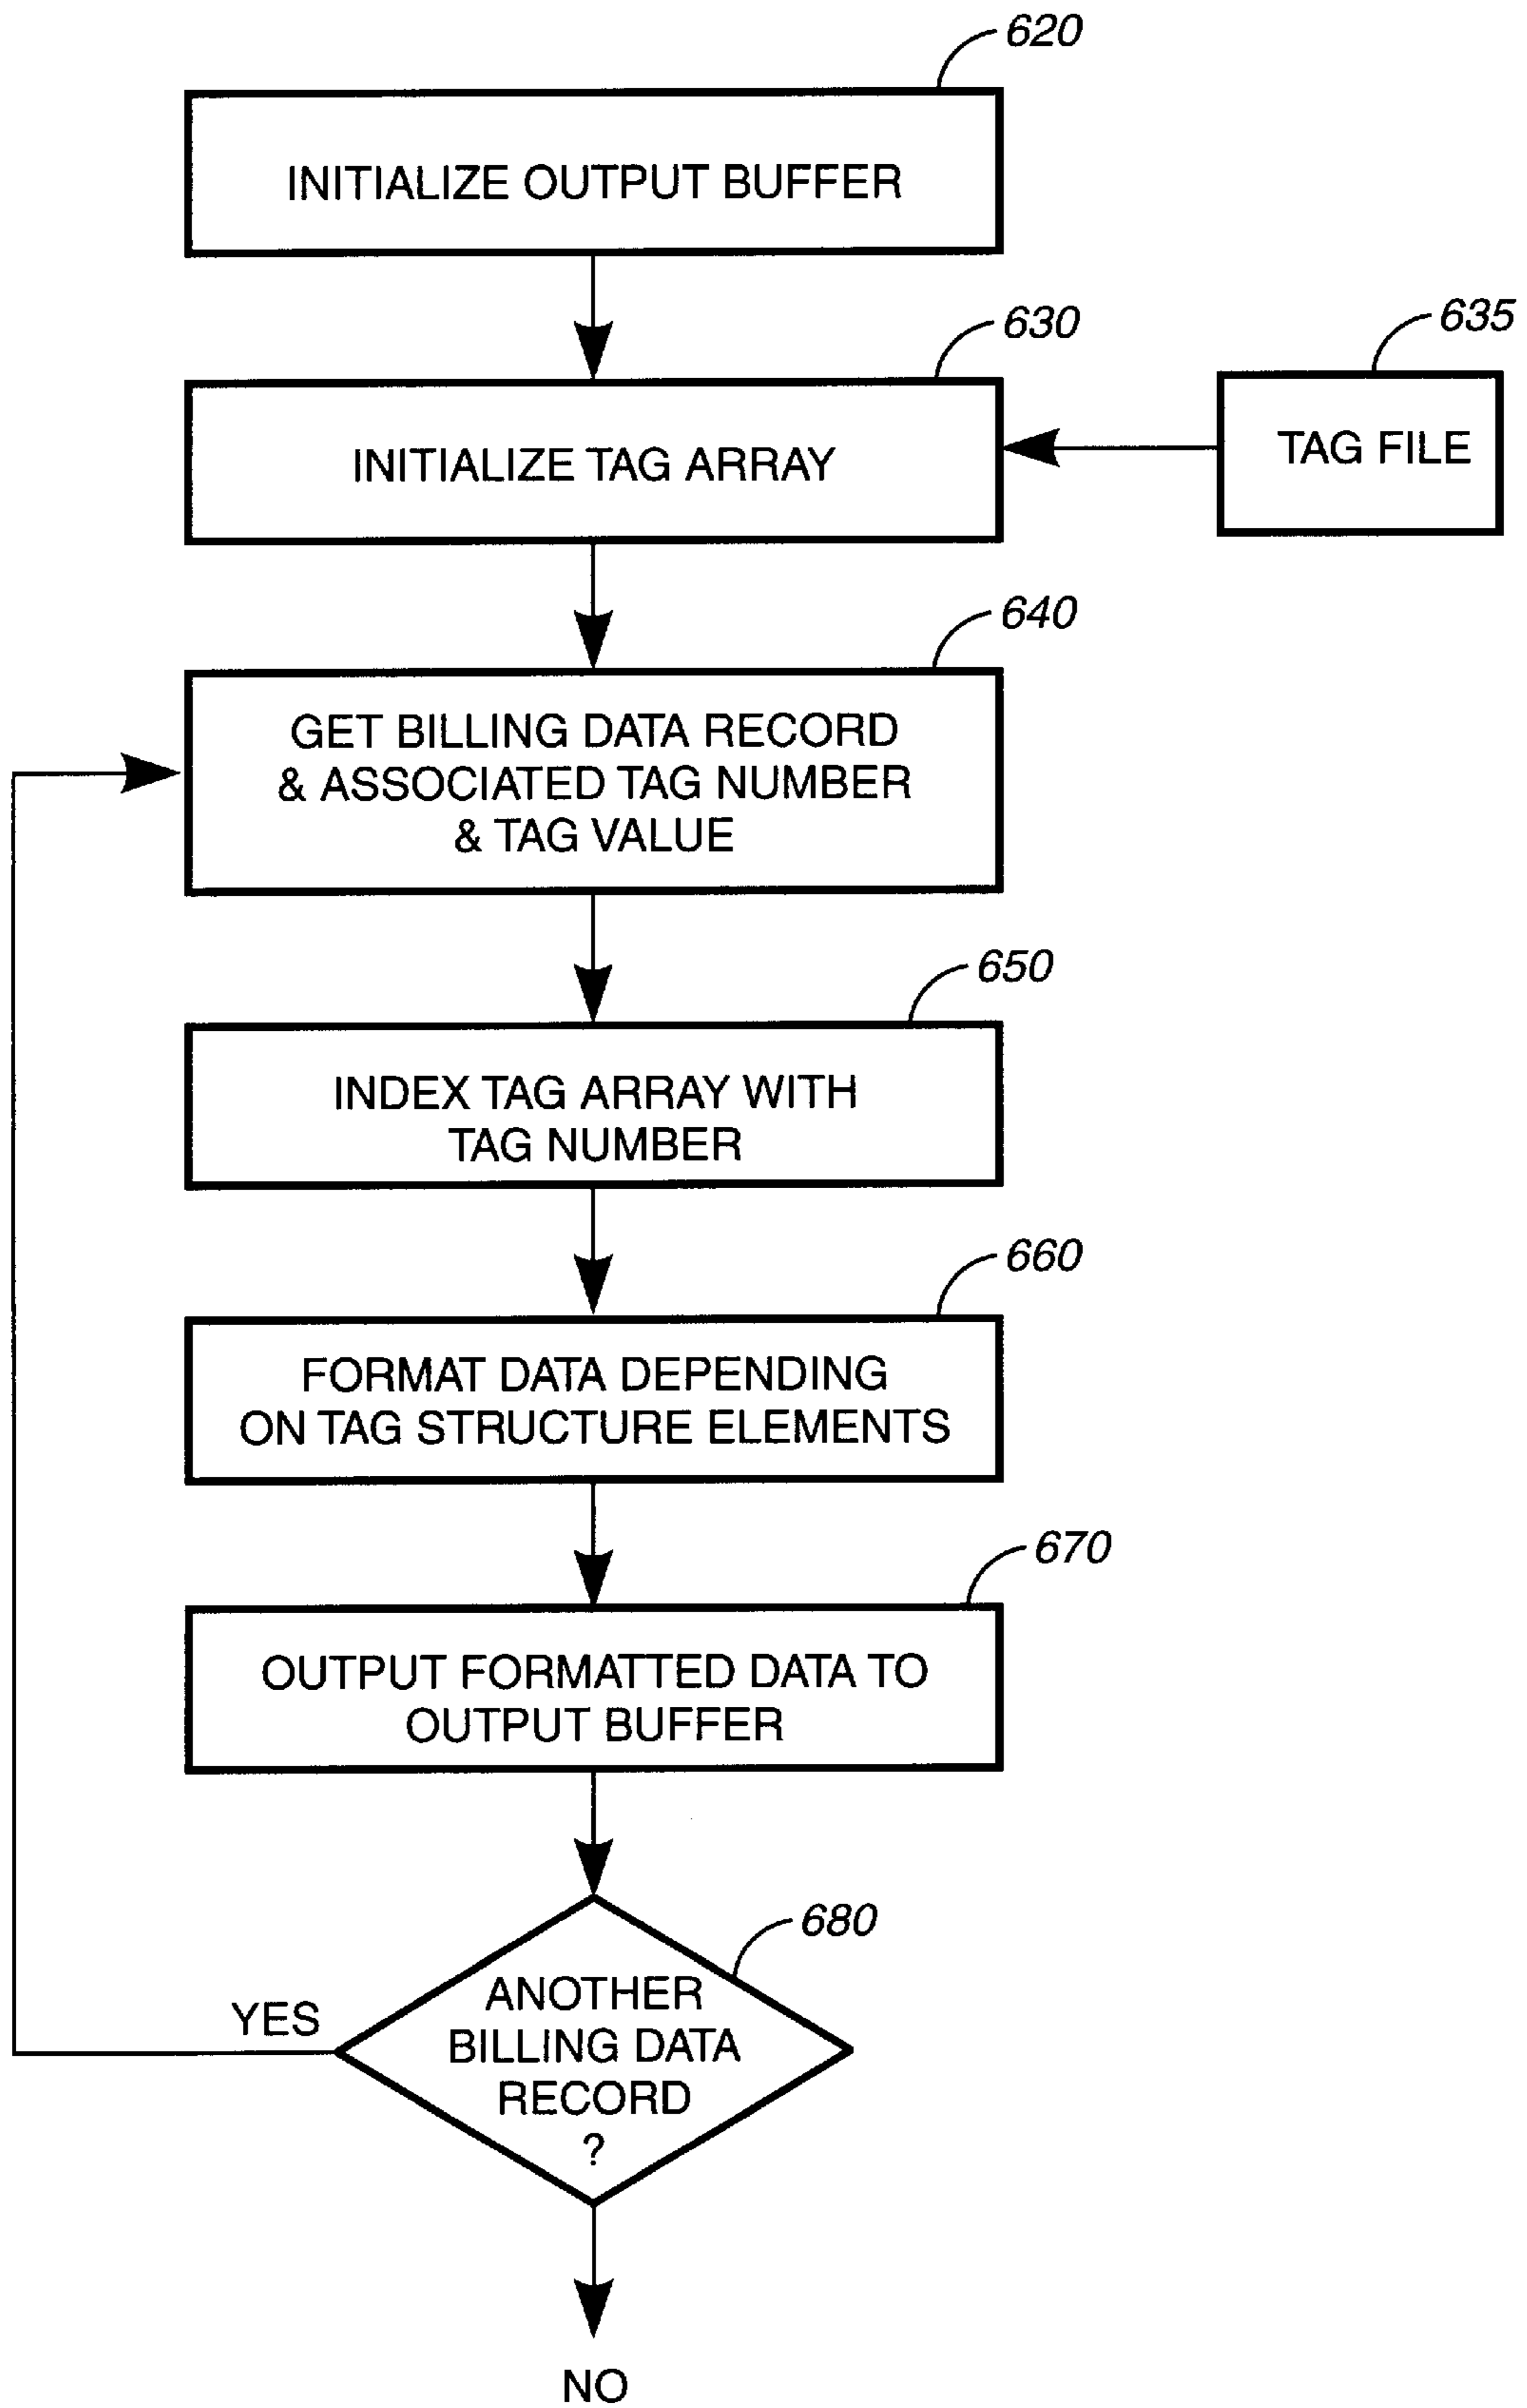 620
INITIALIZE OUTPUT BUFFER
630
635
INITIALIZE TAG ARRAY
TAG FILE
640
GET BILLING DATA RECORD
& ASSOCIATED TAG NUMBER
& TAG VALUE
650
INDEX TAG ARRAY WITH
TAG NUMBER
660
FORMAT DATA DEPENDING
ON TAG STRUCTURE ELEMENTS
670
OUTPUT FORMATTED DATA TO
OUTPUT BUFFER
680
ANOTHER
BILLING DATA
RECORD
?
YES
NO